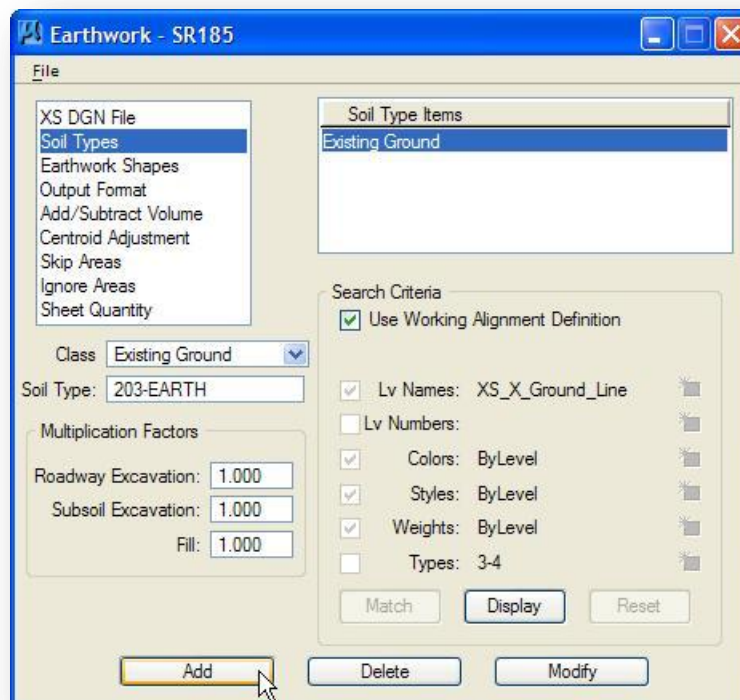 Earthwork - SR185
File
XS DGN File
Soil Types
Earthwork Shapes
Output Format
Add/Subtract Volume
Centroid Adjustment
Skip Areas
Ignore Areas
Sheet Quantity
Class Existing Ground
Soil Type: 203-EARTH
Multiplication Factors
Roadway Excavation: 1.000
Subsoil Excavation: 1.000
Fill: 1.000
Soil Type Items
Existing Ground
Search Criteria
Use Working Alignment Definition
Lv Names: XS_X_Ground_Line
Lv Numbers:
Colors: ByLevel
Styles: ByLevel
Weights: ByLevel
Types: 3-4
Match Display Reset
Add Delete Modify